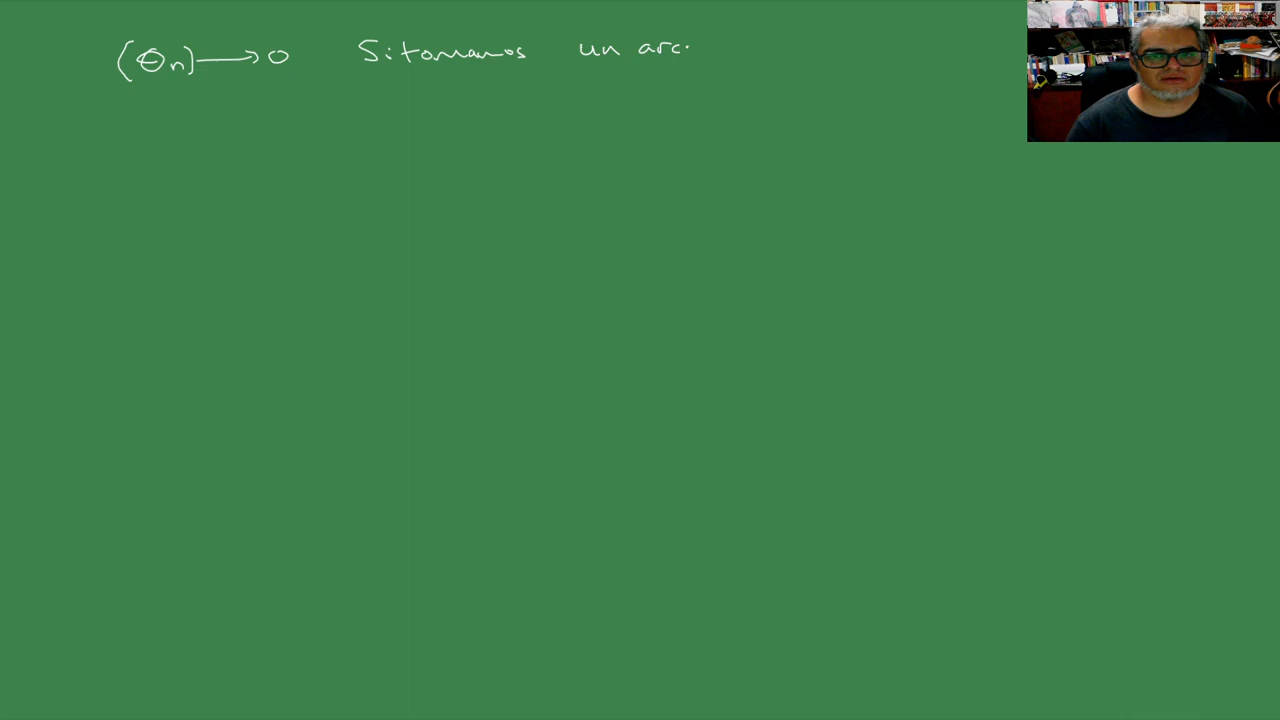 (Θn) → 0 Si tomamos un arc